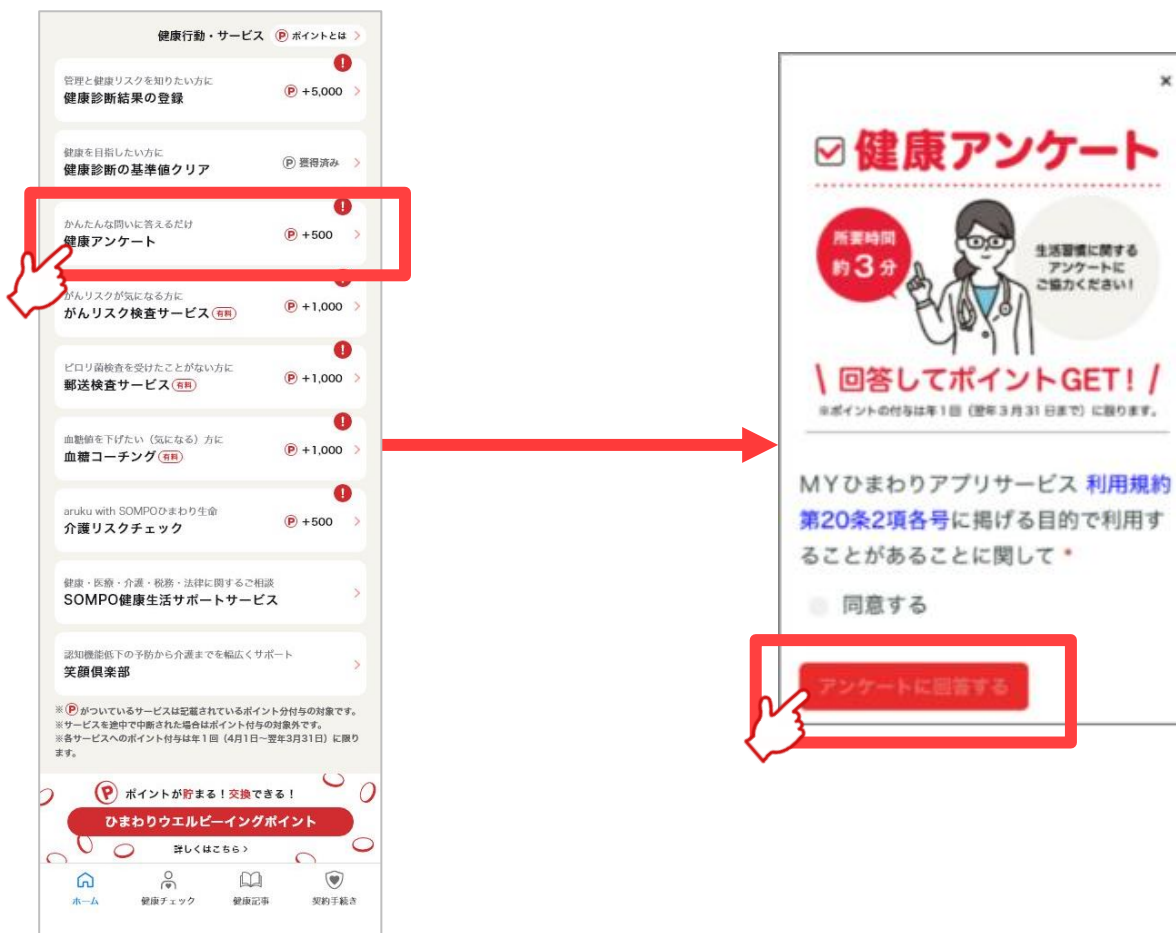 健康行動・サービス Ⓟ ポイントとは >
管理と健康リスクを知りたい方に
健康診断結果の登録
Ⓟ +5,000 >
健康を目指したい方に
健康診断の基準値クリア
Ⓟ 獲得済み >
かんたんな問いに答えるだけ
健康アンケート
Ⓟ +500 >
がんリスクが気になる方に
がんリスク検査サービス 有料
Ⓟ +1,000 >
ピロリ菌検査を受けたことがない方に
郵送検査サービス 有料
Ⓟ +1,000 >
血糖値を下げたい（気になる）方に
血糖コーチング 有料
Ⓟ +1,000 >
aruku with SOMPOひまわり生命
介護リスクチェック
Ⓟ +500 >
健康・医療・介護・税務・法律に関するご相談
SOMPO健康生活サポートサービス
認知機能低下の予防から介護までを幅広くサポート
笑顔倶楽部
※Ⓟがついているサービスは記載されているポイント分付与の対象です。
※サービスを途中で中断された場合はポイント付与の対象外です。
※各サービスへのポイント付与は年1回（4月1日〜翌年3月31日）に限り
ます。
Ⓟ ポイントが貯まる！交換できる！
ひまわりウエルビーイングポイント
詳しくはこちら >
ホーム
健康チェック
健康記事
契約手続き
×
健康アンケート
所要時間
約3分
生活習慣に関する
アンケートに
ご協力ください！
\ 回答してポイントGET！ /
※ポイントの付与は年1回（翌年3月31日まで）に限ります。
MYひまわりアプリサービス 利用規約
第20条2項各号に掲げる目的で利用す
ることがあることに関して *
同意する
アンケートに回答する